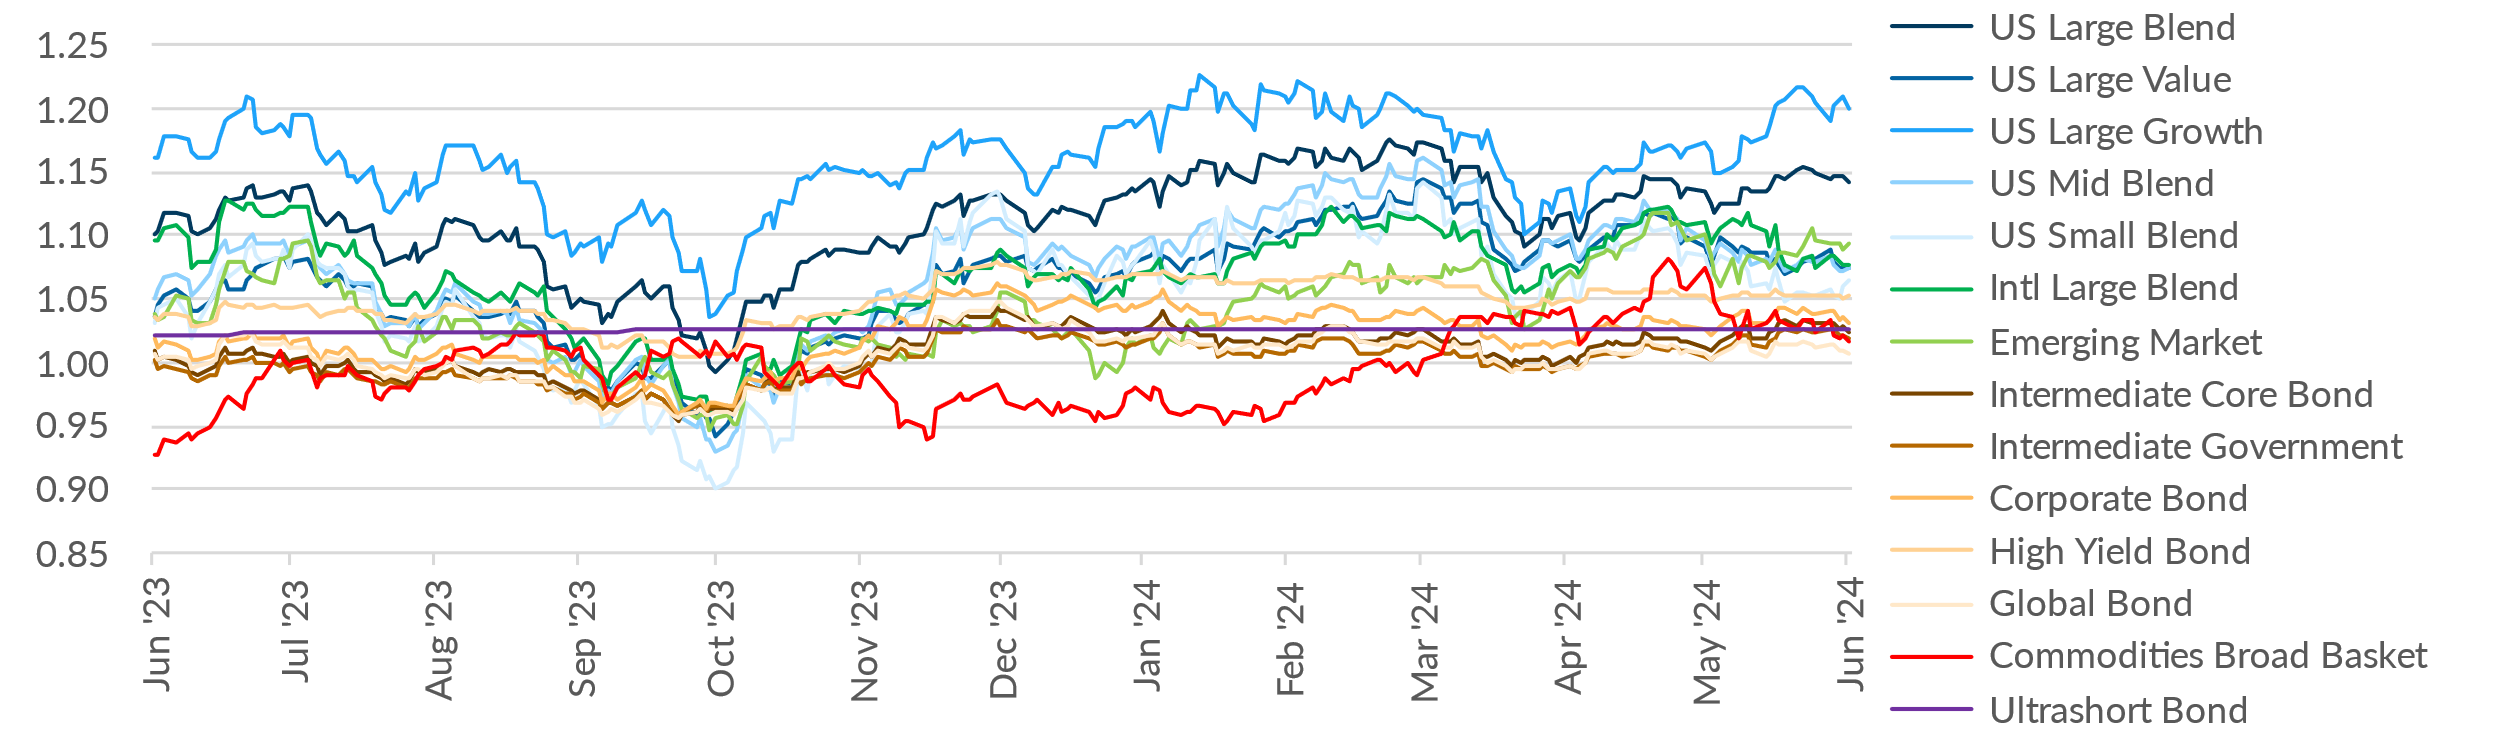 1.25
1.20
1.15
1.10
1.05
1.00
0.95
0.90
0.85
Jun '23
Jul '23
Aug '23
Sep '23
Oct '23
Nov '23
Dec '23
Jan '24
Feb '24
Mar '24
Apr '24
May '24
Jun '24
US Large Blend
US Large Value
US Large Growth
US Mid Blend
US Small Blend
Intl Large Blend
Emerging Market
Intermediate Core Bond
Intermediate Government
Corporate Bond
High Yield Bond
Global Bond
Commodities Broad Basket
Ultrashort Bond